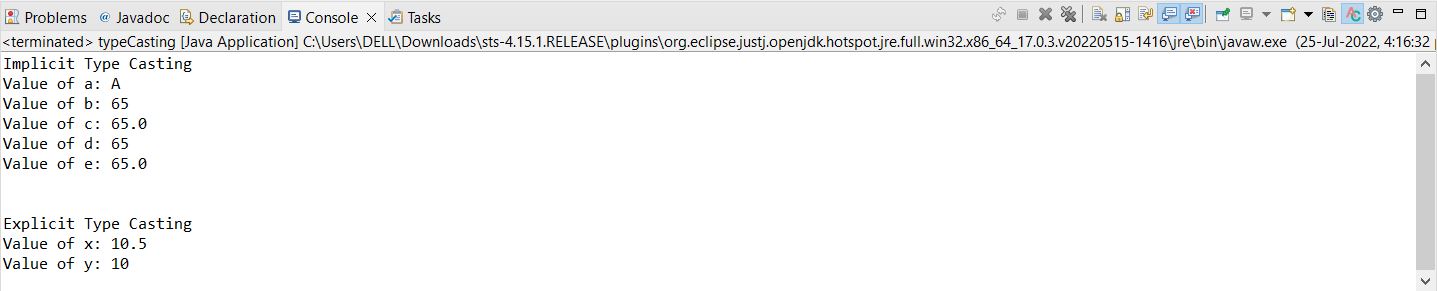 Problems @ Javadoc Declaration Console Tasks
<terminated> typeCasting [Java Application] C:\Users\DELL\Downloads\sts-4.15.1.RELEASE\plugins\org.eclipse.justj.openjdk.hotspot.jre.full.win32.x86_64_17.0.3.v20220515-1416\jre\bin\javaw.exe (25-Jul-2022, 4:16:32 p
Implicit Type Casting
Value of a: A
Value of b: 65
Value of c: 65.0
Value of d: 65
Value of e: 65.0
Explicit Type Casting
Value of x: 10.5
Value of y: 10